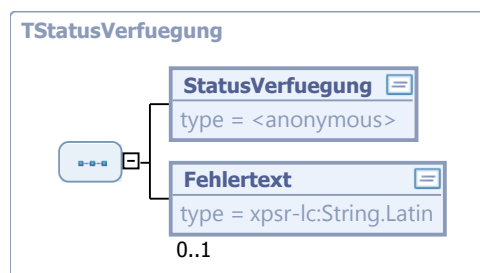 TStatusVerfuegung
StatusVerfuegung
type = <anonymous>
Fehlertext
type = xpsr-lc:String.Latin
0..1